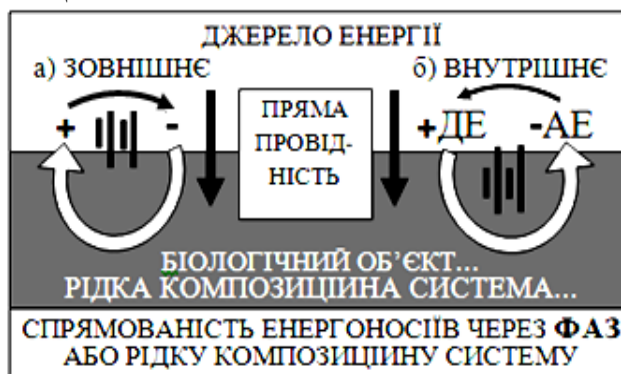 ДЖЕРЕЛО ЕНЕРГІЇ
а) ЗОВНІШНЄ
б) ВНУТРІШНЄ
+ -
ПРЯМА
ПРОВІД-
НІСТЬ
+ДЕ -АЕ
БІОЛОГІЧНИЙ ОБ’ЄКТ...
РІДКА КОМПОЗИЦІЙНА СИСТЕМА...
СПРЯМОВАНІСТЬ ЕНЕРГОНОСІЇВ ЧЕРЕЗ ФАЗ
АБО РІДКУ КОМПОЗИЦІЙНУ СИСТЕМУ